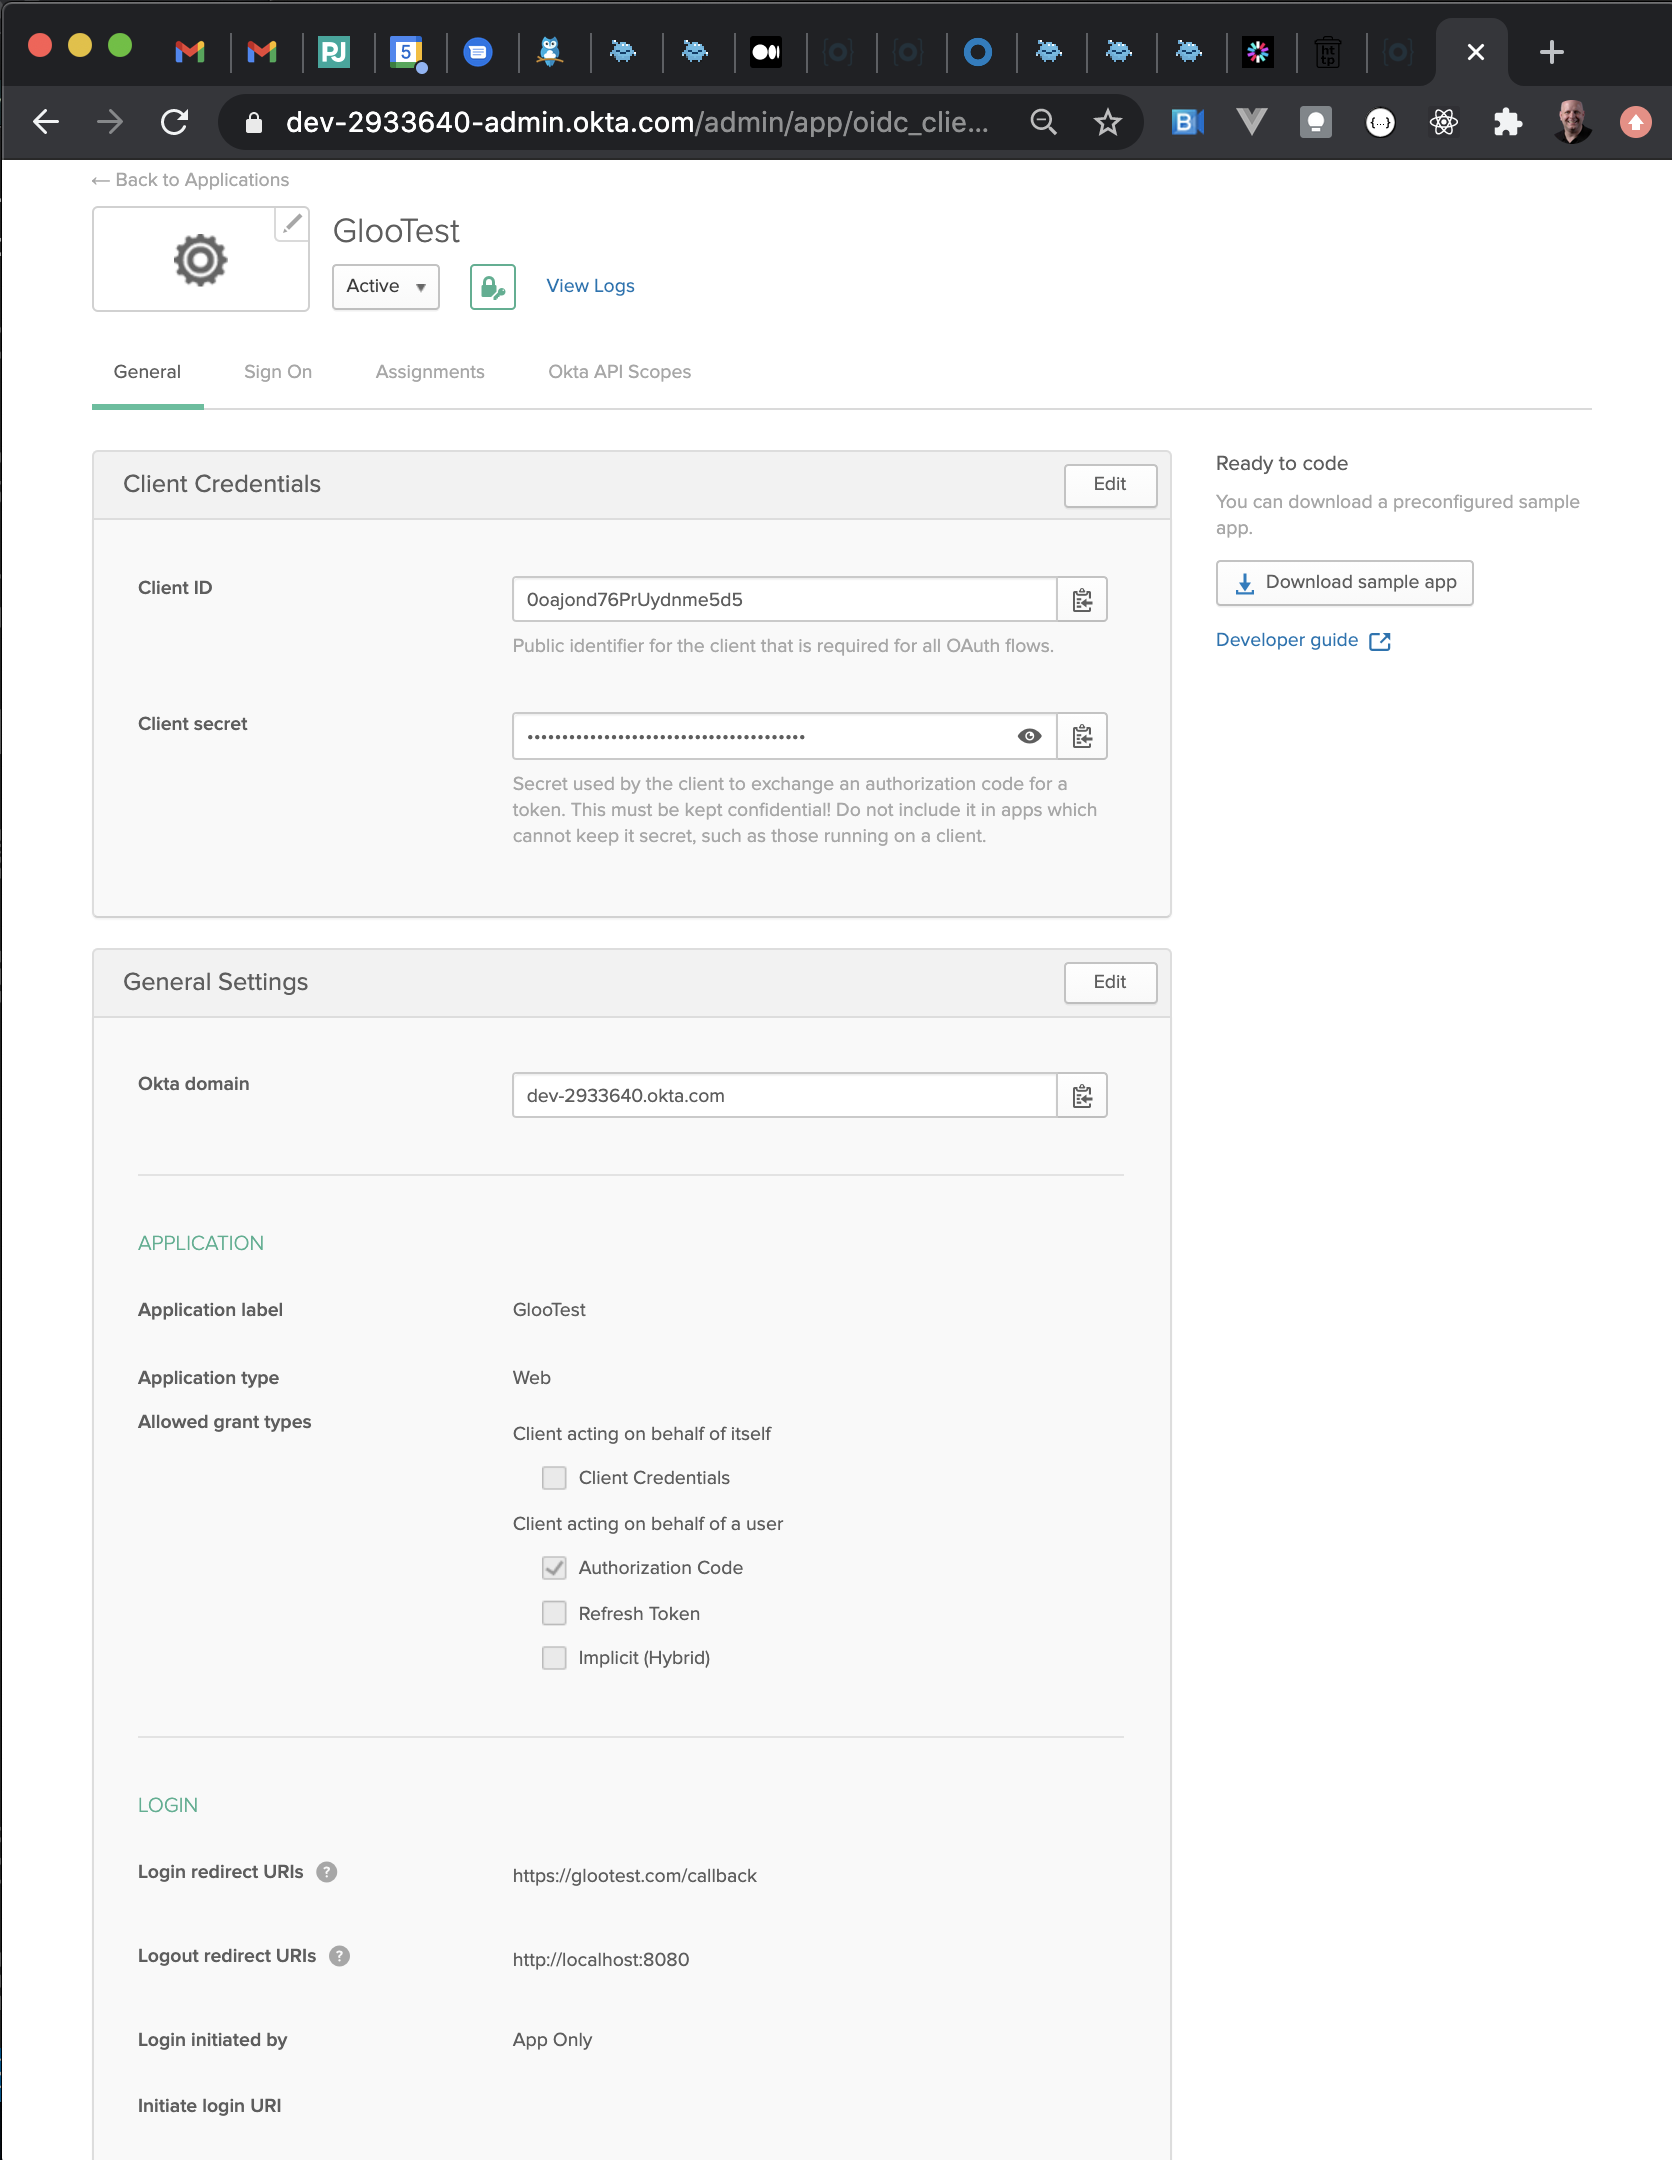 PJ
5
ht
tp
dev-2933640-admin.okta.com/admin/app/oidc_clie...
B
{...}
← Back to Applications
GlooTest
Active
View Logs
General
Sign On
Assignments
Okta API Scopes
Client Credentials
Edit
Client ID
0oajond76PrUydnme5d5
Public identifier for the client that is required for all OAuth flows.
Client secret
••••••••••••••••••••••••••••••••••••••••
Secret used by the client to exchange an authorization code for a
token. This must be kept confidential! Do not include it in apps which
cannot keep it secret, such as those running on a client.
Ready to code
You can download a preconfigured sample
app.
Download sample app
Developer guide
General Settings
Edit
Okta domain
dev-2933640.okta.com
APPLICATION
Application label
GlooTest
Application type
Web
Allowed grant types
Client acting on behalf of itself
Client Credentials
Client acting on behalf of a user
Authorization Code
Refresh Token
Implicit (Hybrid)
LOGIN
Login redirect URIs ?
https://glootest.com/callback
Logout redirect URIs ?
http://localhost:8080
Login initiated by
App Only
Initiate login URI